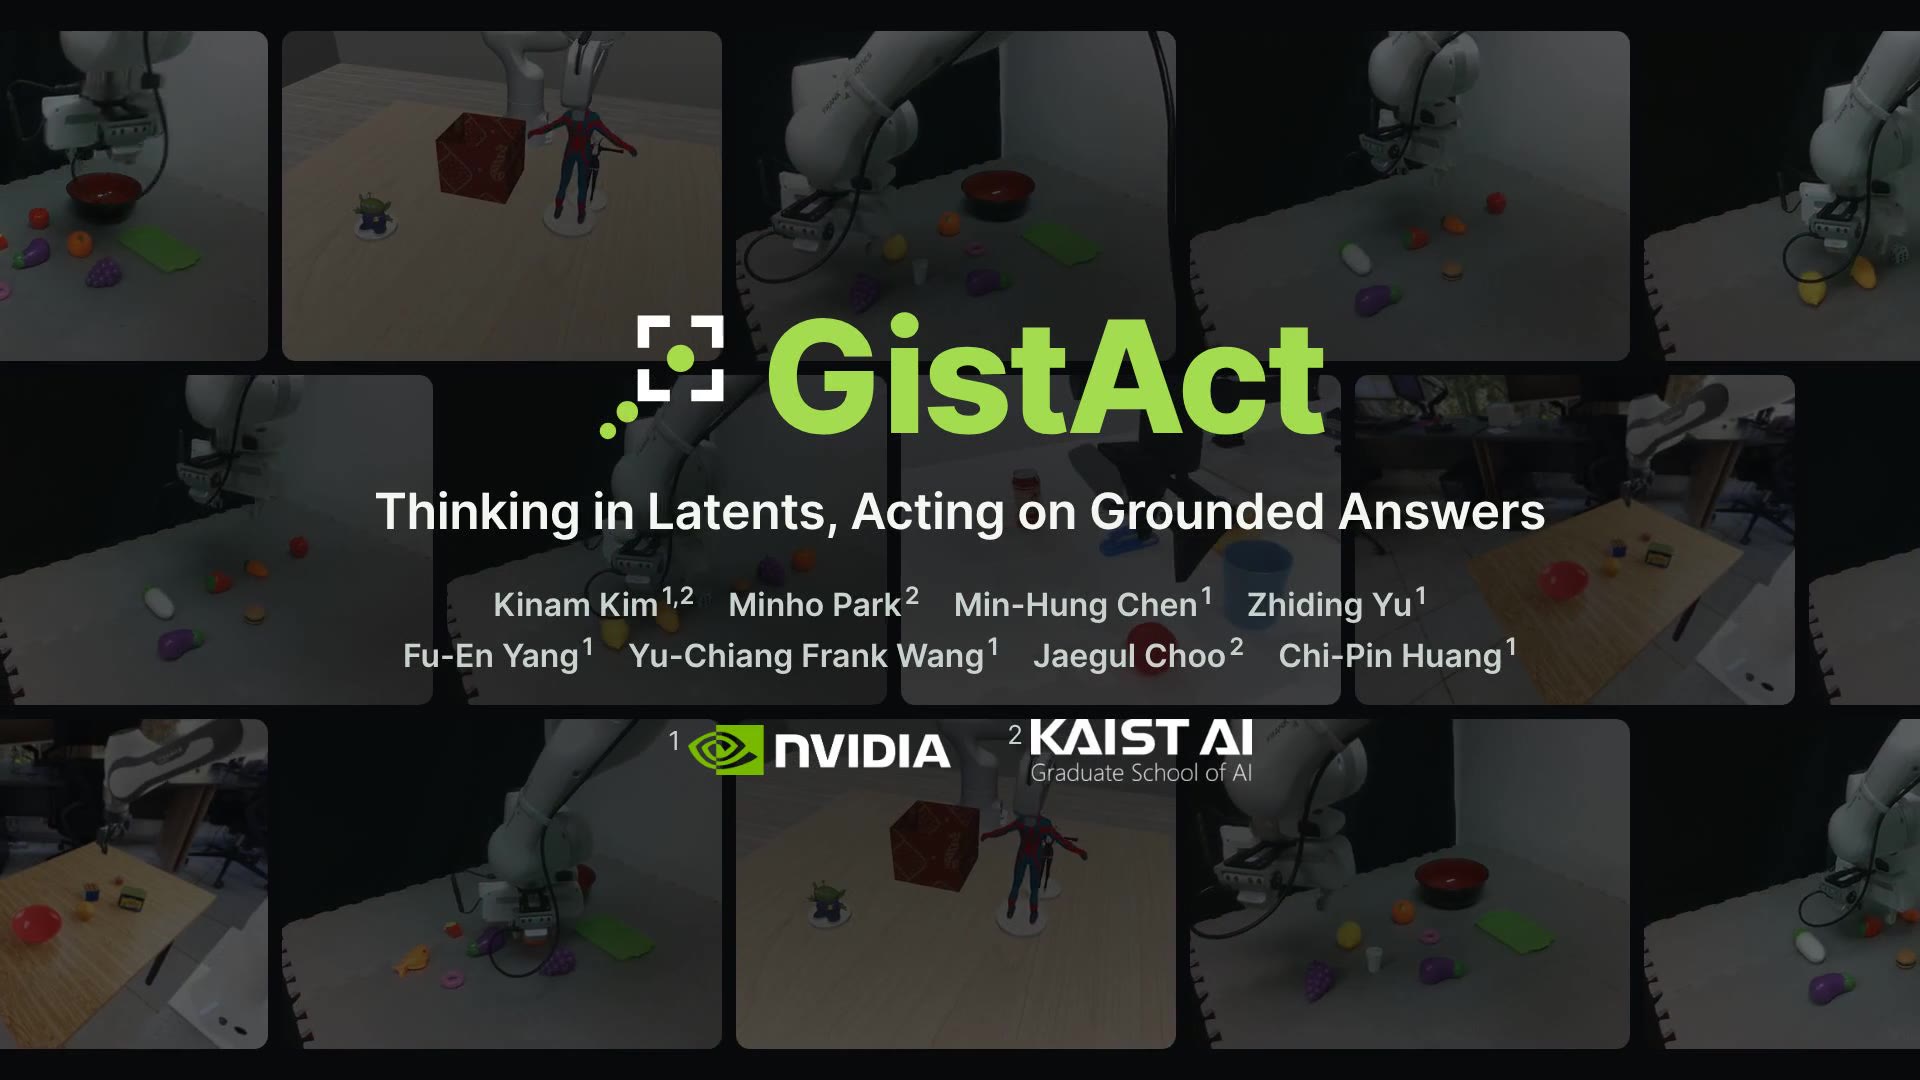 GistAct
Thinking in Latents, Acting on Grounded Answers
Kinam Kim1,2 Minho Park2 Min-Hung Chen1 Zhiding Yu1
Fu-En Yang1 Yu-Chiang Frank Wang1 Jaegul Choo2 Chi-Pin Huang1
1 NVIDIA 2 KAIST AI
Graduate School of AI